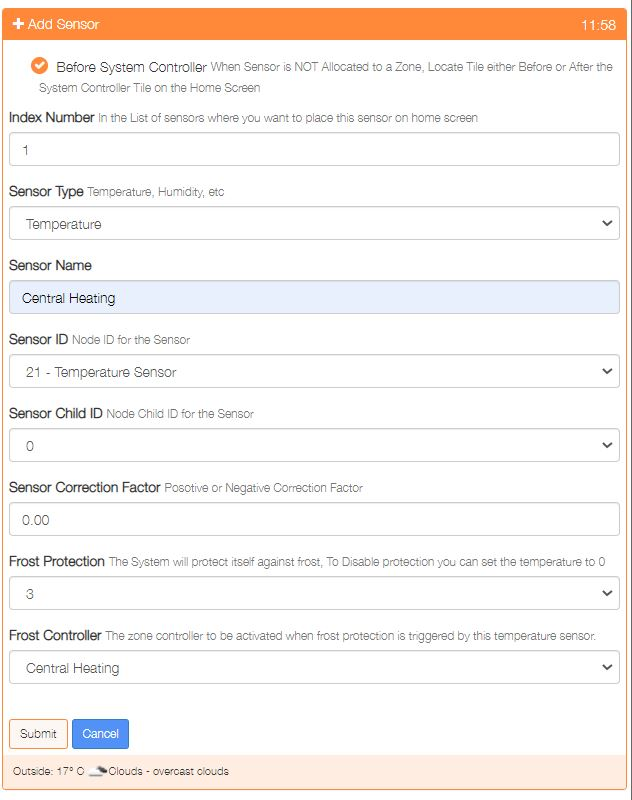 Add Sensor 11:58
Before System Controller When Sensor is NOT Allocated to a Zone, Locate Tile either Before or After the
System Controller Tile on the Home Screen
Index Number In the List of sensors where you want to place this sensor on home screen
1
Sensor Type Temperature, Humidity, etc
Temperature
Sensor Name
Central Heating
Sensor ID Node ID for the Sensor
21 - Temperature Sensor
Sensor Child ID Node Child ID for the Sensor
0
Sensor Correction Factor Posotive or Negative Correction Factor
0.00
Frost Protection The System will protect itself against frost, To Disable protection you can set the temperature to 0
3
Frost Controller The zone controller to be activated when frost protection is triggered by this temperature sensor.
Central Heating
Submit Cancel
Outside: 17° C Clouds - overcast clouds